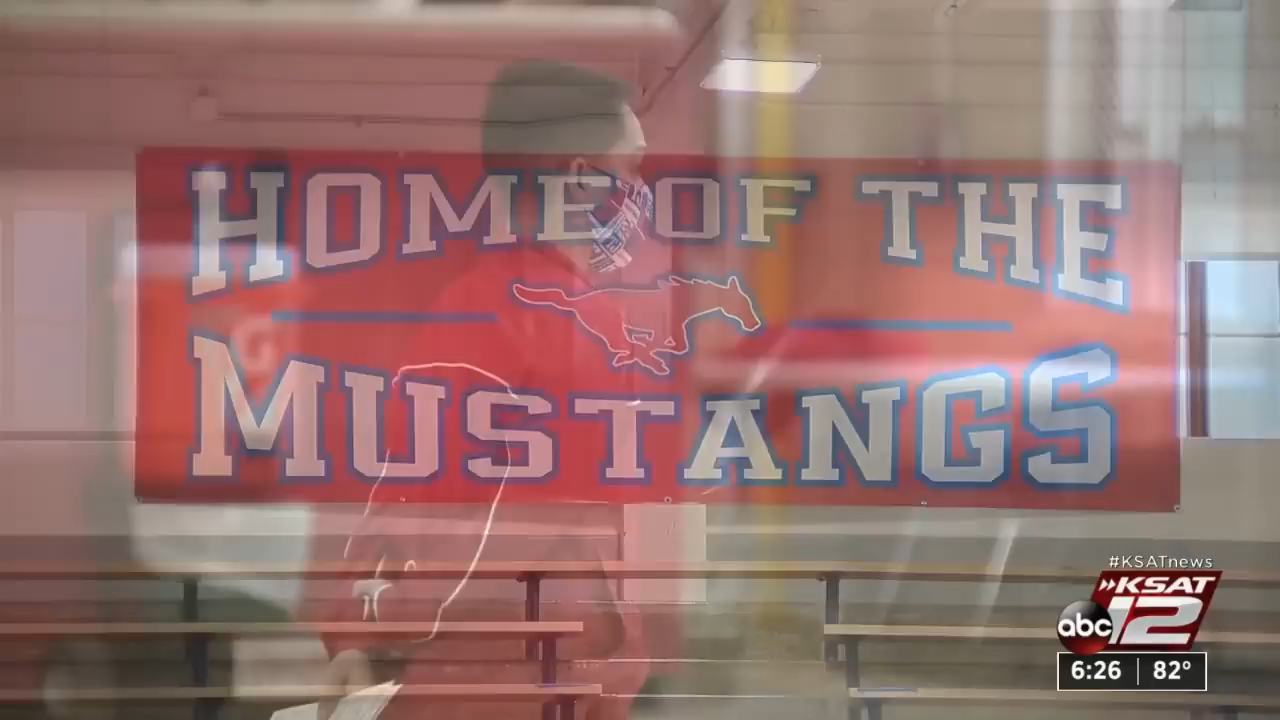 HOME OF THE
MUSTANGS
G
#KSATnews
KSAT
abc 12
6:26 82°